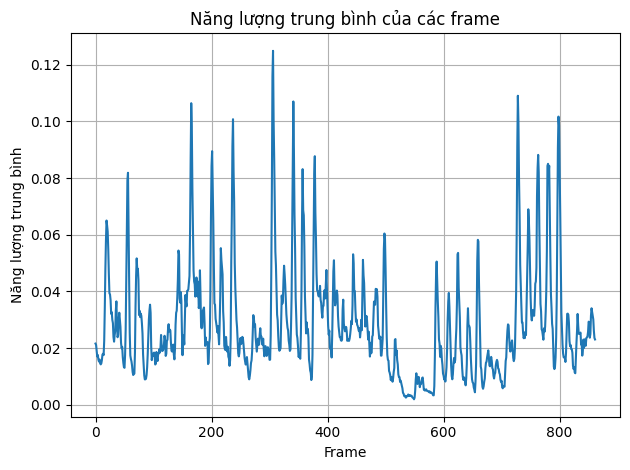 Năng lượng trung bình của các frame
Năng lượng trung bình
0.12
0.10
0.08
0.06
0.04
0.02
0.00
0 200 400 600 800
Frame